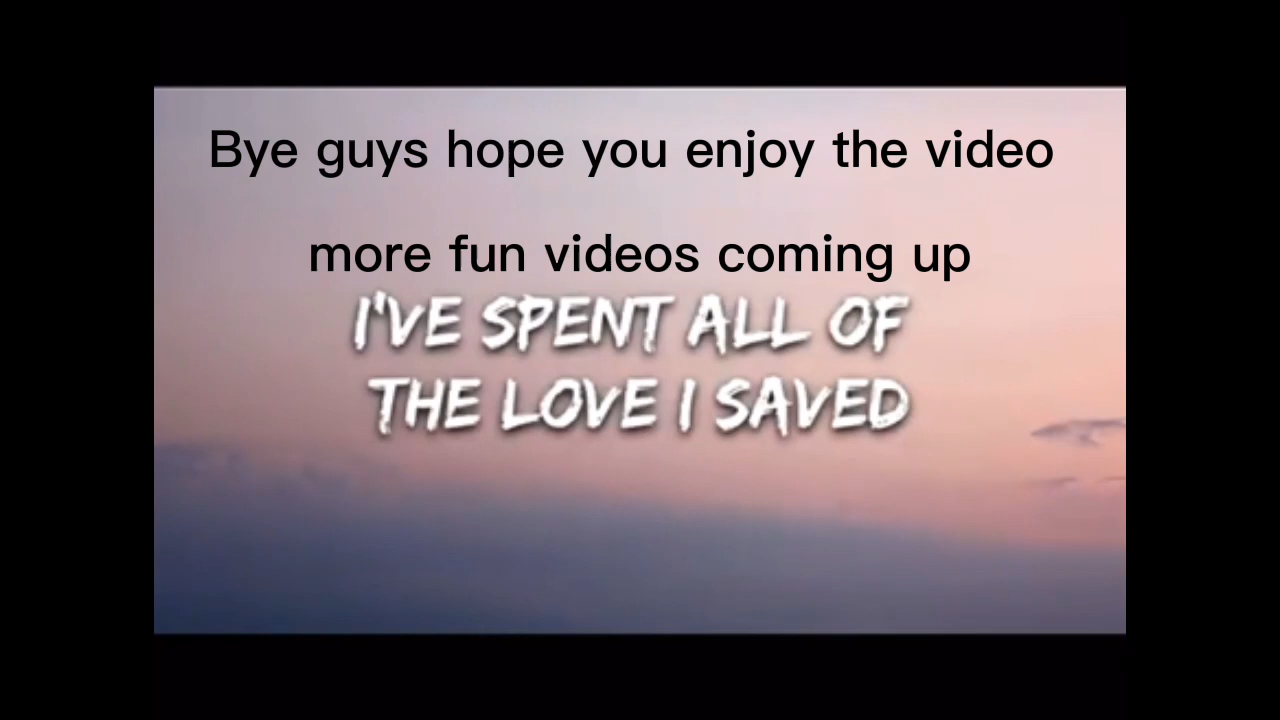 Bye guys hope you enjoy the video
more fun videos coming up
I'VE SPENT ALL OF
THE LOVE I SAVED